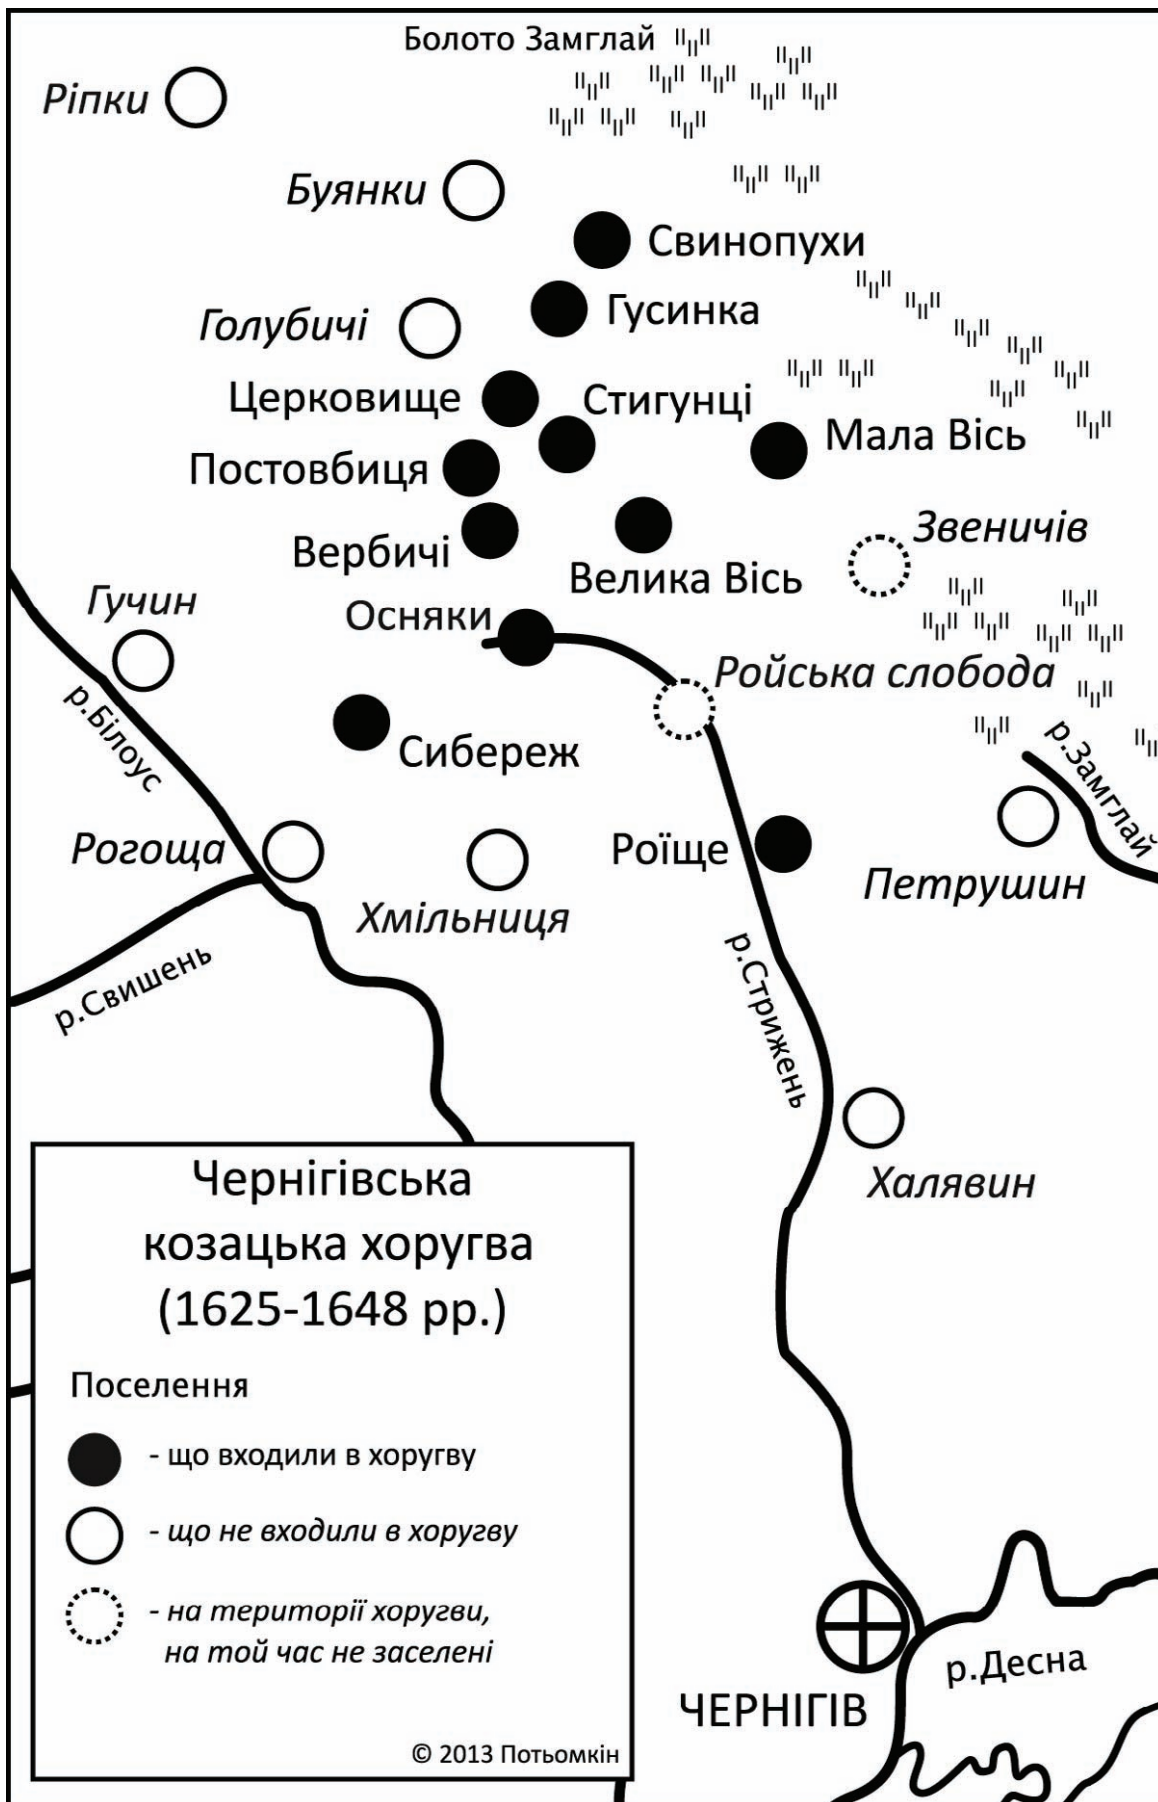 Болото Замглай
Ріпки
Буянки
Свинопухи
Гусинка
Голубичі
Церковище
Стигунці
Мала Вісь
Постовбиця
Звеничів
Вербичі
Велика Вісь
Гучин
Осняки
Ройська слобода
р.Білоус
Сибереж
р.Замглай
Рогоща
Роїще
Петрушин
Хмільниця
р.Свишень
р.Стрижень
Халявин
Чернігівська
козацька хоругва
(1625-1648 рр.)
Поселення
- що входили в хоругву
- що не входили в хоругву
- на території хоругви,
на той час не заселені
© 2013 Потьомкін
р.Десна
ЧЕРНІГІВ